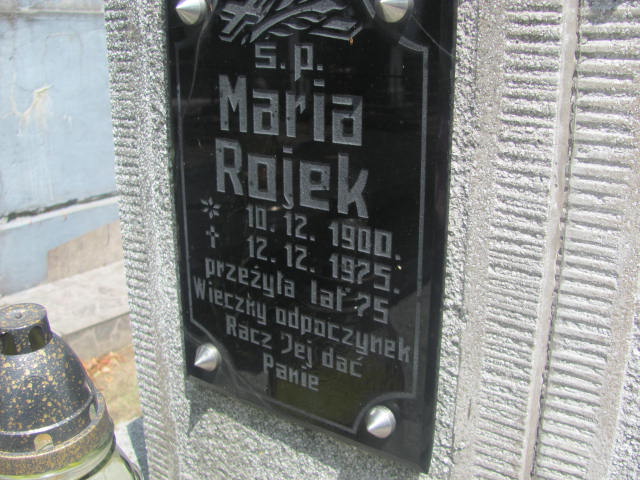 ś.p.
Maria
Rojek
10.12.1900.
12.12.1975.
przeżyła lat 75
Wieczny odpoczynek
Racz Jej dać
Panie